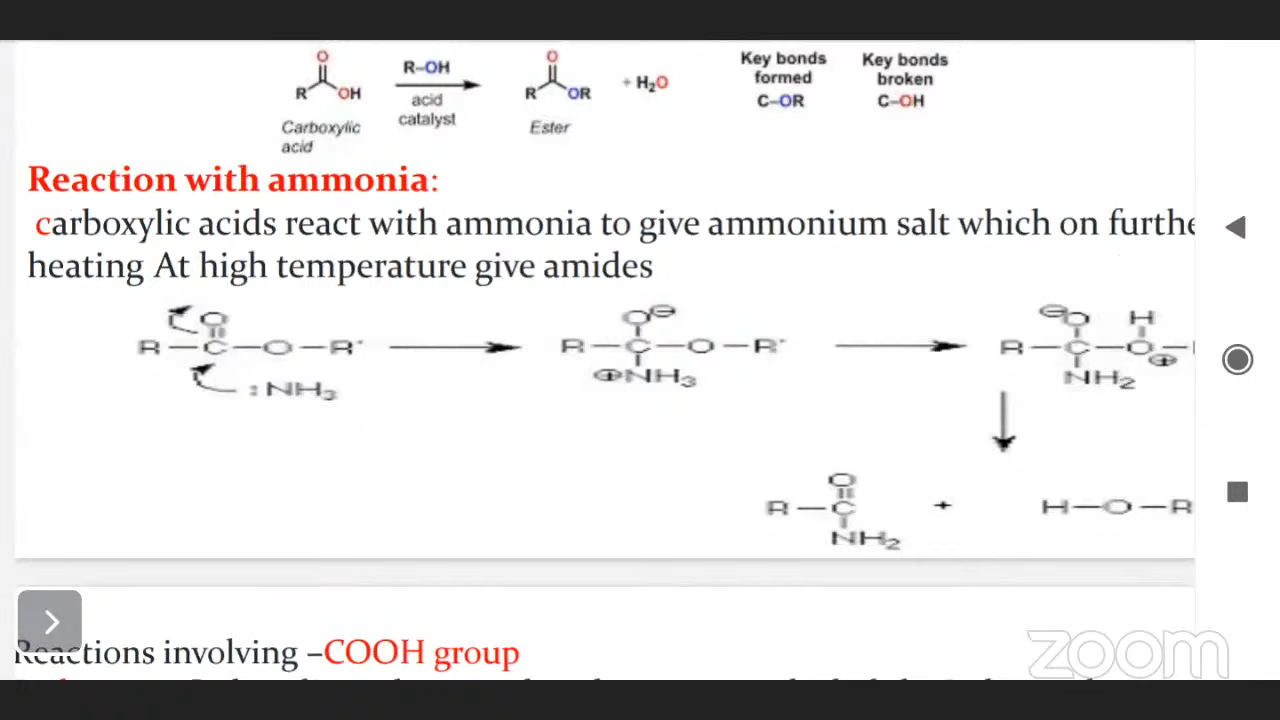 O R–OH O Key bonds Key bonds
R OH acid catalyst R OR + H₂O formed broken
Carboxylic acid Ester C–OR C–OH
Reaction with ammonia:
carboxylic acids react with ammonia to give ammonium salt which on furthe
heating At high temperature give amides
O O⊖ ⊖O H
R—C—O—R' R—C—O—R' R—C—O—
:NH₃ ⊕NH₃ NH₂ ⊕
O
R—C + H—O—R
NH₂
Reactions involving –COOH group
zoom